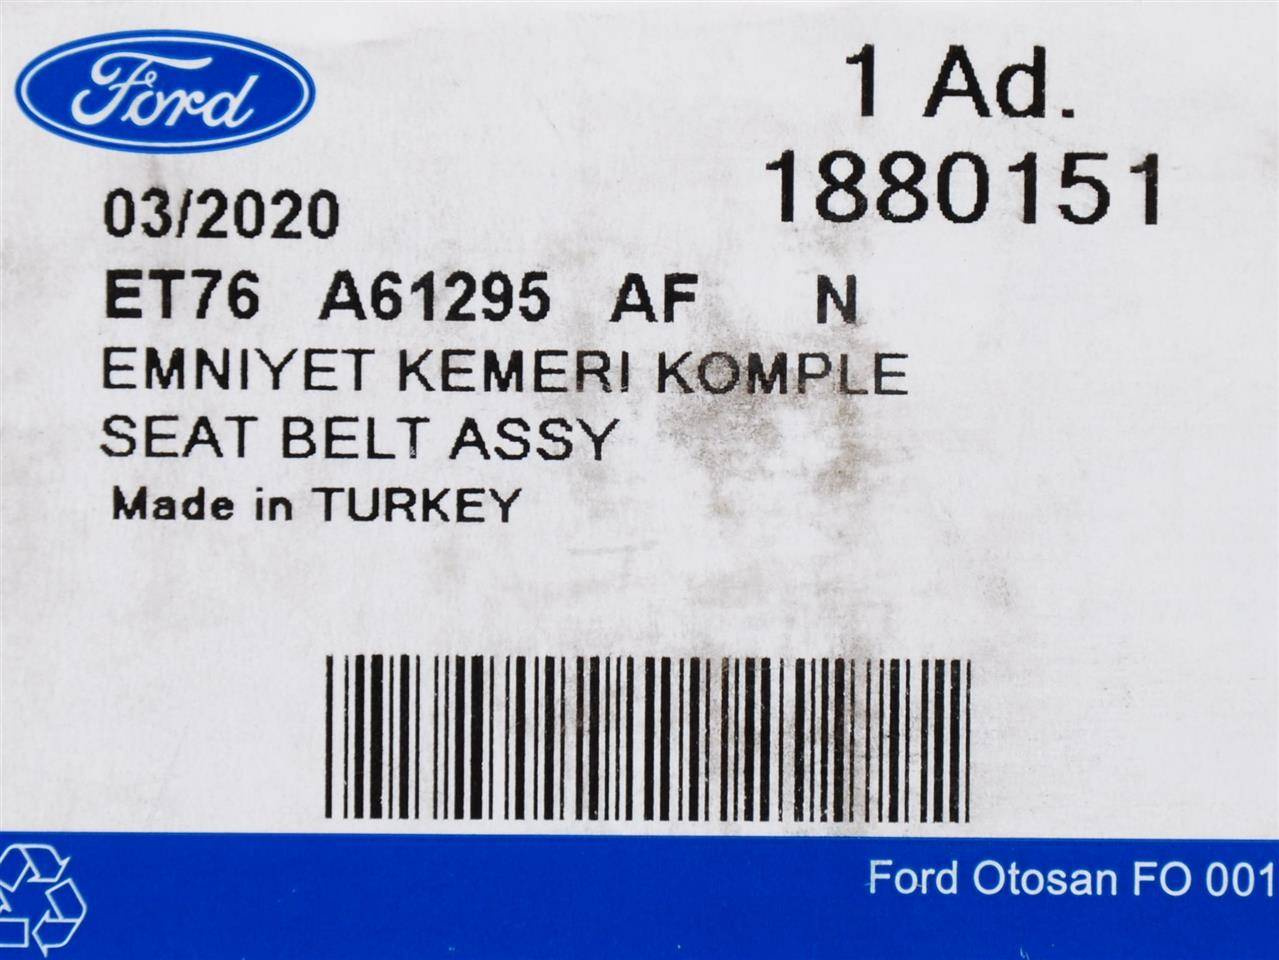 Ford
1 Ad.
1880151
03/2020
ET76 A61295 AF N
EMNIYET KEMERI KOMPLE
SEAT BELT ASSY
Made in TURKEY
Ford Otosan FO 001